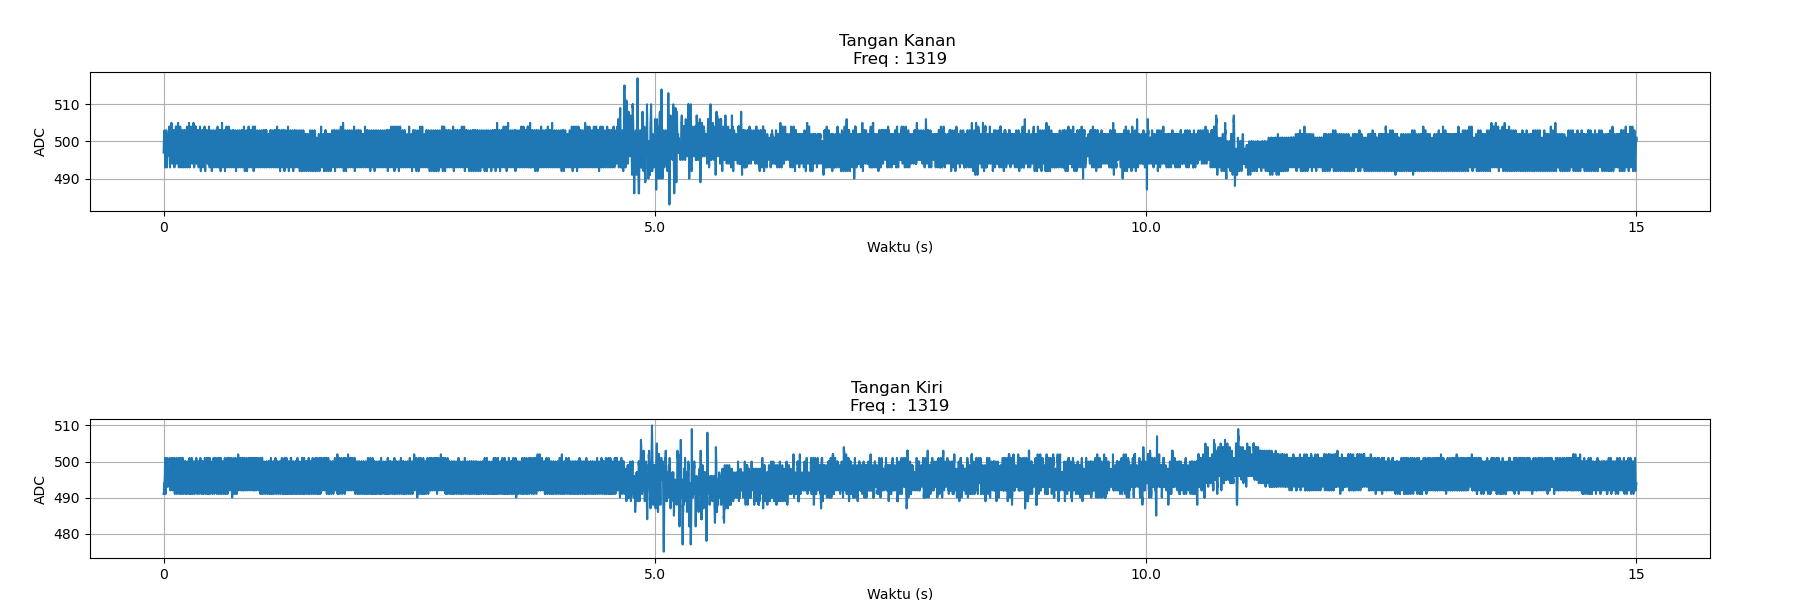 Tangan Kanan
Freq : 1319
ADC
510
500
490
0 5.0 10.0 15
Waktu (s)
Tangan Kiri
Freq :  1319
ADC
510
500
490
480
0 5.0 10.0 15
Waktu (s)